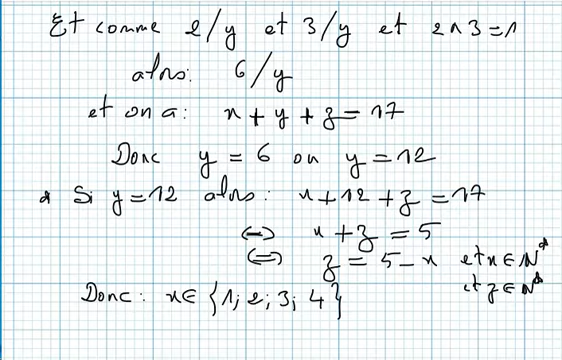 Et comme 2/y et 3/y et 2∧3=1
alors: 6/y
et on a: x+y+z=17
Donc y=6 ou y=12
* Si y=12 alors: x+12+z=17
⟺ x+z=5
⟺ z=5-x et x∈ℕ*
et z∈ℕ*
Donc: x∈{1; 2; 3; 4}